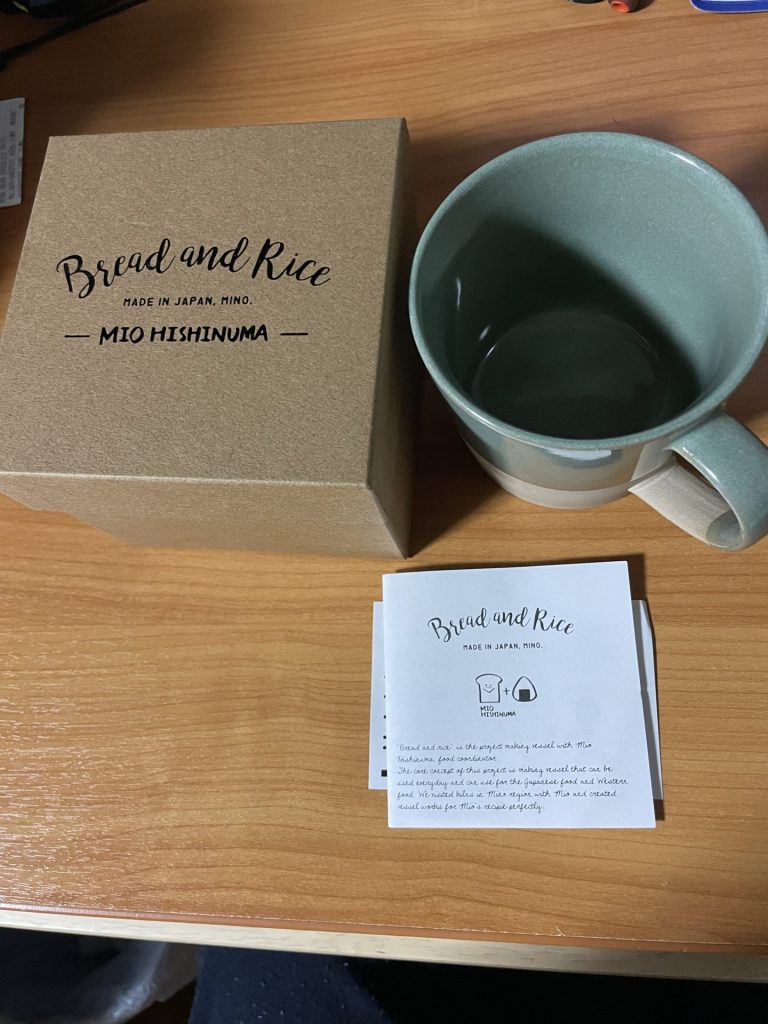 Bread and Rice
MADE IN JAPAN, MINO.
— MIO HISHINUMA —
Bread and Rice
MADE IN JAPAN, MINO.
+
MIO
HISHINUMA
"Bread and rice" is the project making vessel with Mio
Hishinuma, food coordinator.
The core concept of this project is making vessel that can be
used everyday and can use for the Japanese food and Western
food. We visited kilns in Mino region with Mio and created
vessel works for Mio's recipie perfectly.